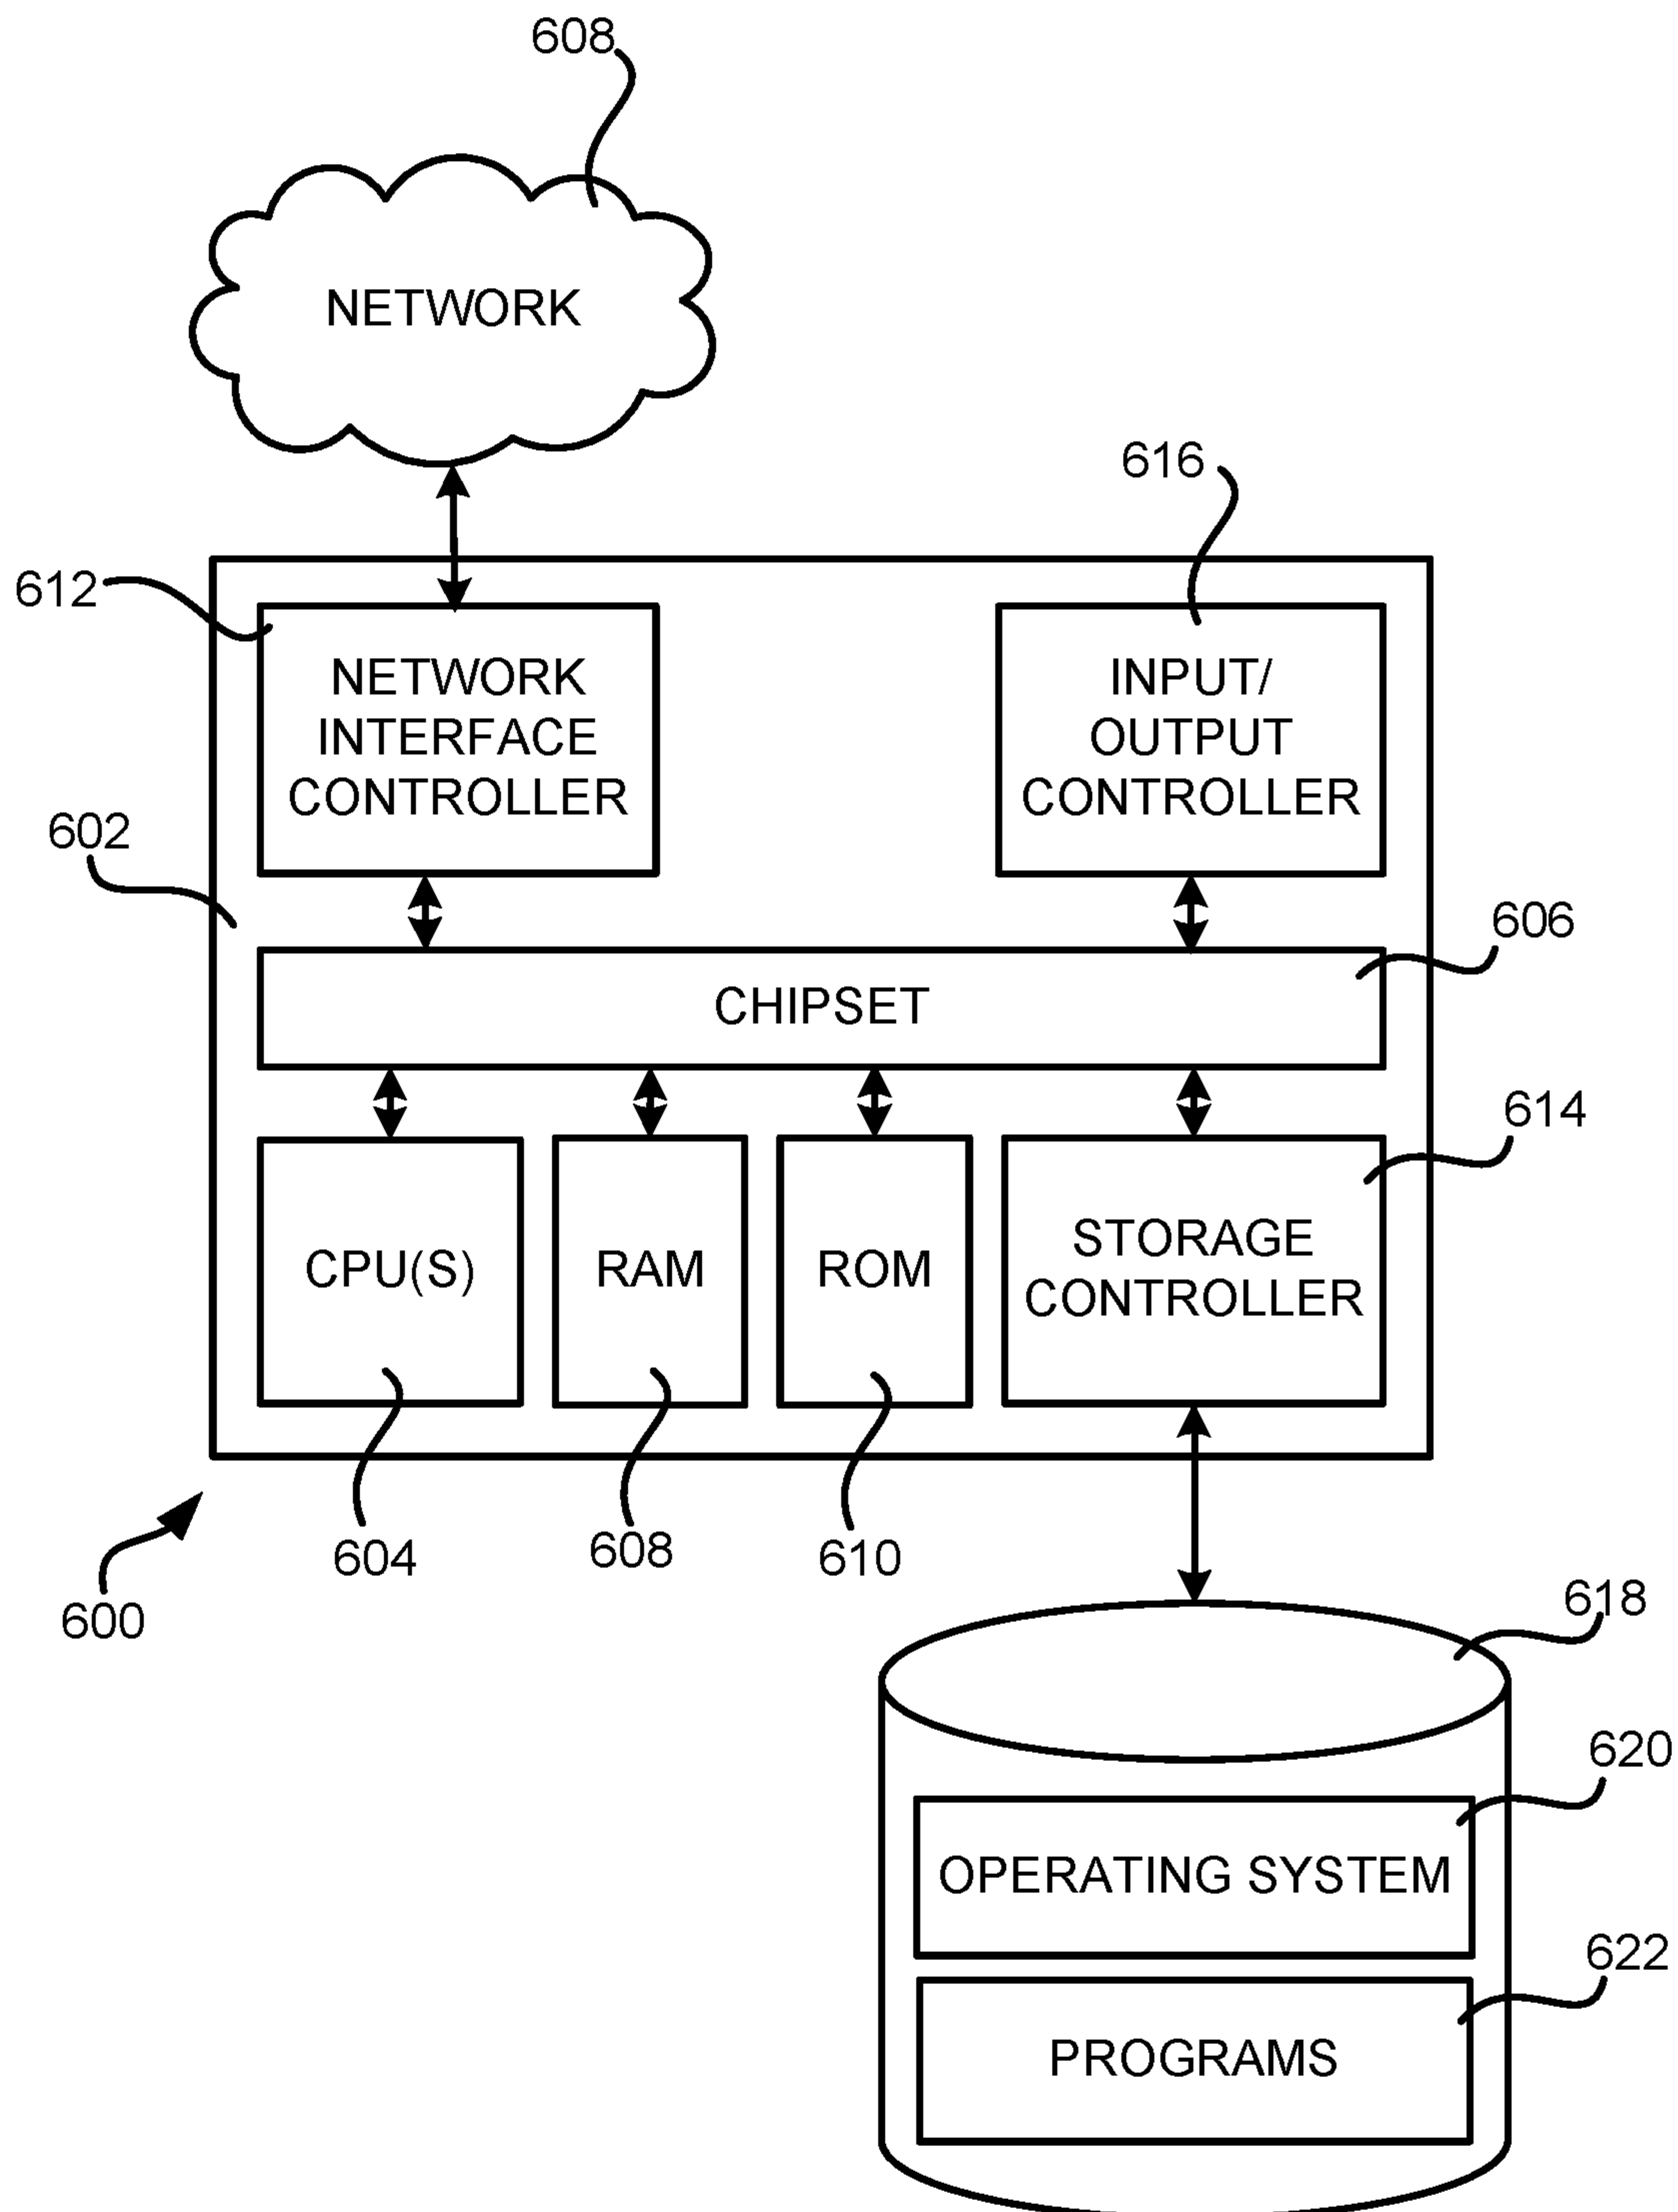 608
NETWORK
616
612
NETWORK
INTERFACE
CONTROLLER
INPUT/
OUTPUT
CONTROLLER
602
606
CHIPSET
614
CPU(S)
RAM
ROM
STORAGE
CONTROLLER
604
608
610
600
618
620
OPERATING SYSTEM
622
PROGRAMS